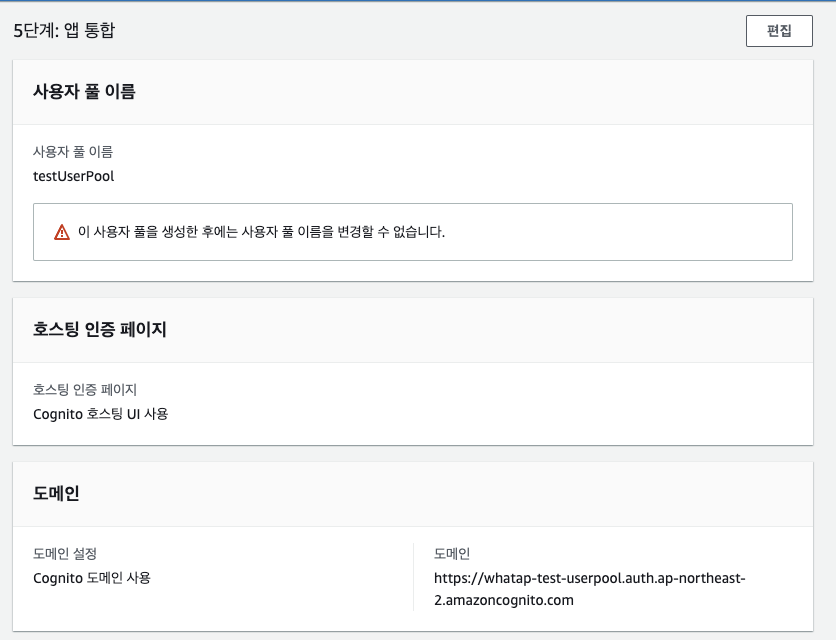 5단계: 앱 통합
편집
사용자 풀 이름
사용자 풀 이름
testUserPool
이 사용자 풀을 생성한 후에는 사용자 풀 이름을 변경할 수 없습니다.
호스팅 인증 페이지
호스팅 인증 페이지
Cognito 호스팅 UI 사용
도메인
도메인 설정
Cognito 도메인 사용
도메인
https://whatap-test-userpool.auth.ap-northeast-
2.amazoncognito.com